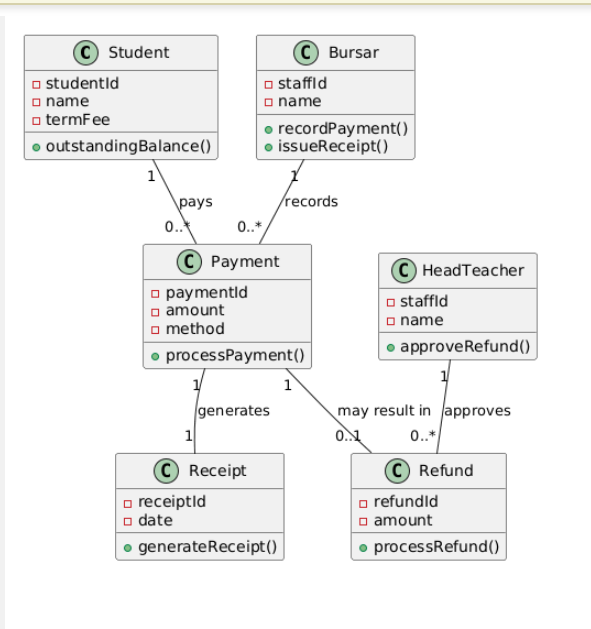 C Student
studentId
name
termFee
outstandingBalance()
C Bursar
staffId
name
recordPayment()
issueReceipt()
1
pays
0..*
1
records
0..*
C Payment
paymentId
amount
method
processPayment()
C HeadTeacher
staffId
name
approveRefund()
1
generates
1
1
may result in
0..1
1
approves
0..*
C Receipt
receiptId
date
generateReceipt()
C Refund
refundId
amount
processRefund()